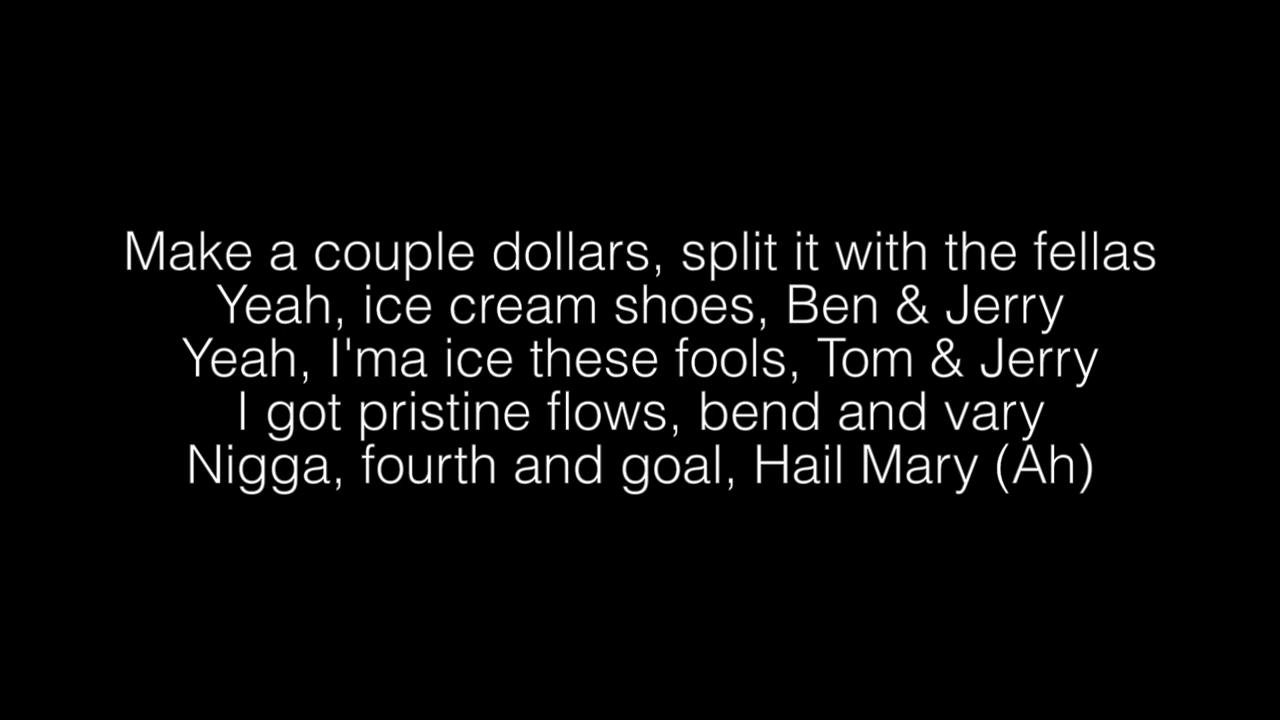 Make a couple dollars, split it with the fellas
Yeah, ice cream shoes, Ben & Jerry
Yeah, I'ma ice these fools, Tom & Jerry
I got pristine flows, bend and vary
Nigga, fourth and goal, Hail Mary (Ah)